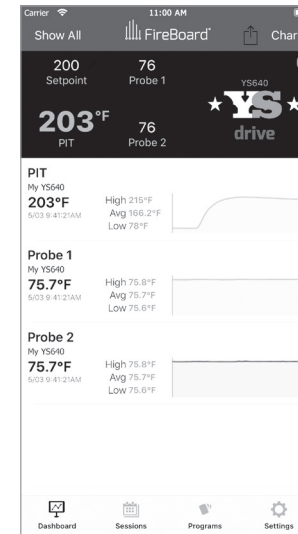 Carrier 11:00 AM
Show All FireBoard Char
200 76
Setpoint Probe 1
YS640
203°F
YS
76
drive
PIT Probe 2
PIT
My YS640
203°F
5/03 9:41:21AM
High 215°F
Avg 166.2°F
Low 78°F
Probe 1
My YS640
75.7°F
5/03 9:41:21AM
High 75.8°F
Avg 75.7°F
Low 75.6°F
Probe 2
My YS640
75.7°F
5/03 9:41:21AM
High 75.8°F
Avg 75.7°F
Low 75.6°F
Dashboard Sessions Programs Settings